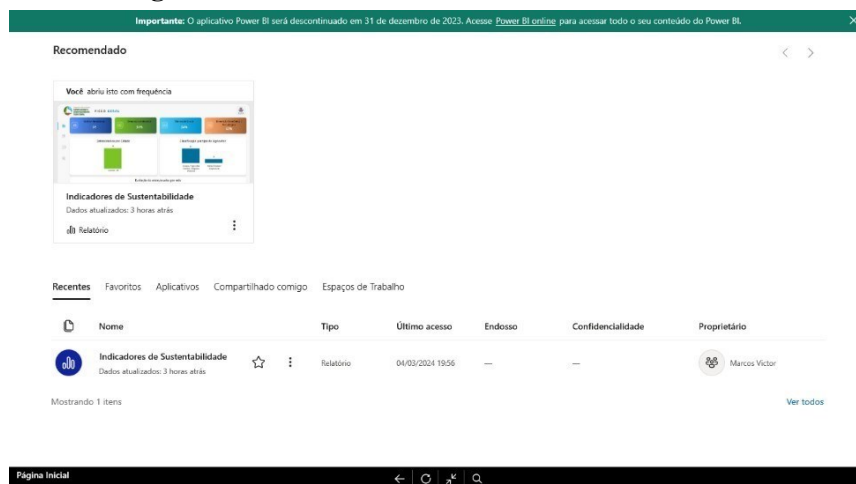 Importante: O aplicativo Power BI será descontinuado em 31 de dezembro de 2023. Acesse Power BI online para acessar todo o seu conteúdo do Power BI.
Recomendado
Você abriu isto com frequência
Indicadores de Sustentabilidade
Dados atualizados: 3 horas atrás
Relatório
Recentes Favoritos Aplicativos Compartilhado comigo Espaços de Trabalho
Nome Tipo Último acesso Endosso Confidencialidade Proprietário
Indicadores de Sustentabilidade Relatório 04/03/2024 19:56 — — Marcos Victor
Dados atualizados: 3 horas atrás
Mostrando 1 itens Ver todos
Página Inicial